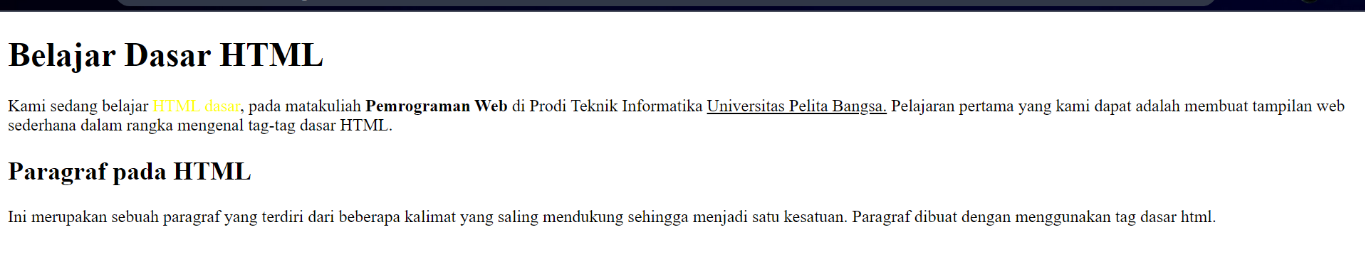 Belajar Dasar HTML
Kami sedang belajar HTML dasar, pada matakuliah Pemrograman Web di Prodi Teknik Informatika Universitas Pelita Bangsa. Pelajaran pertama yang kami dapat adalah membuat tampilan web
sederhana dalam rangka mengenal tag-tag dasar HTML.
Paragraf pada HTML
Ini merupakan sebuah paragraf yang terdiri dari beberapa kalimat yang saling mendukung sehingga menjadi satu kesatuan. Paragraf dibuat dengan menggunakan tag dasar html.